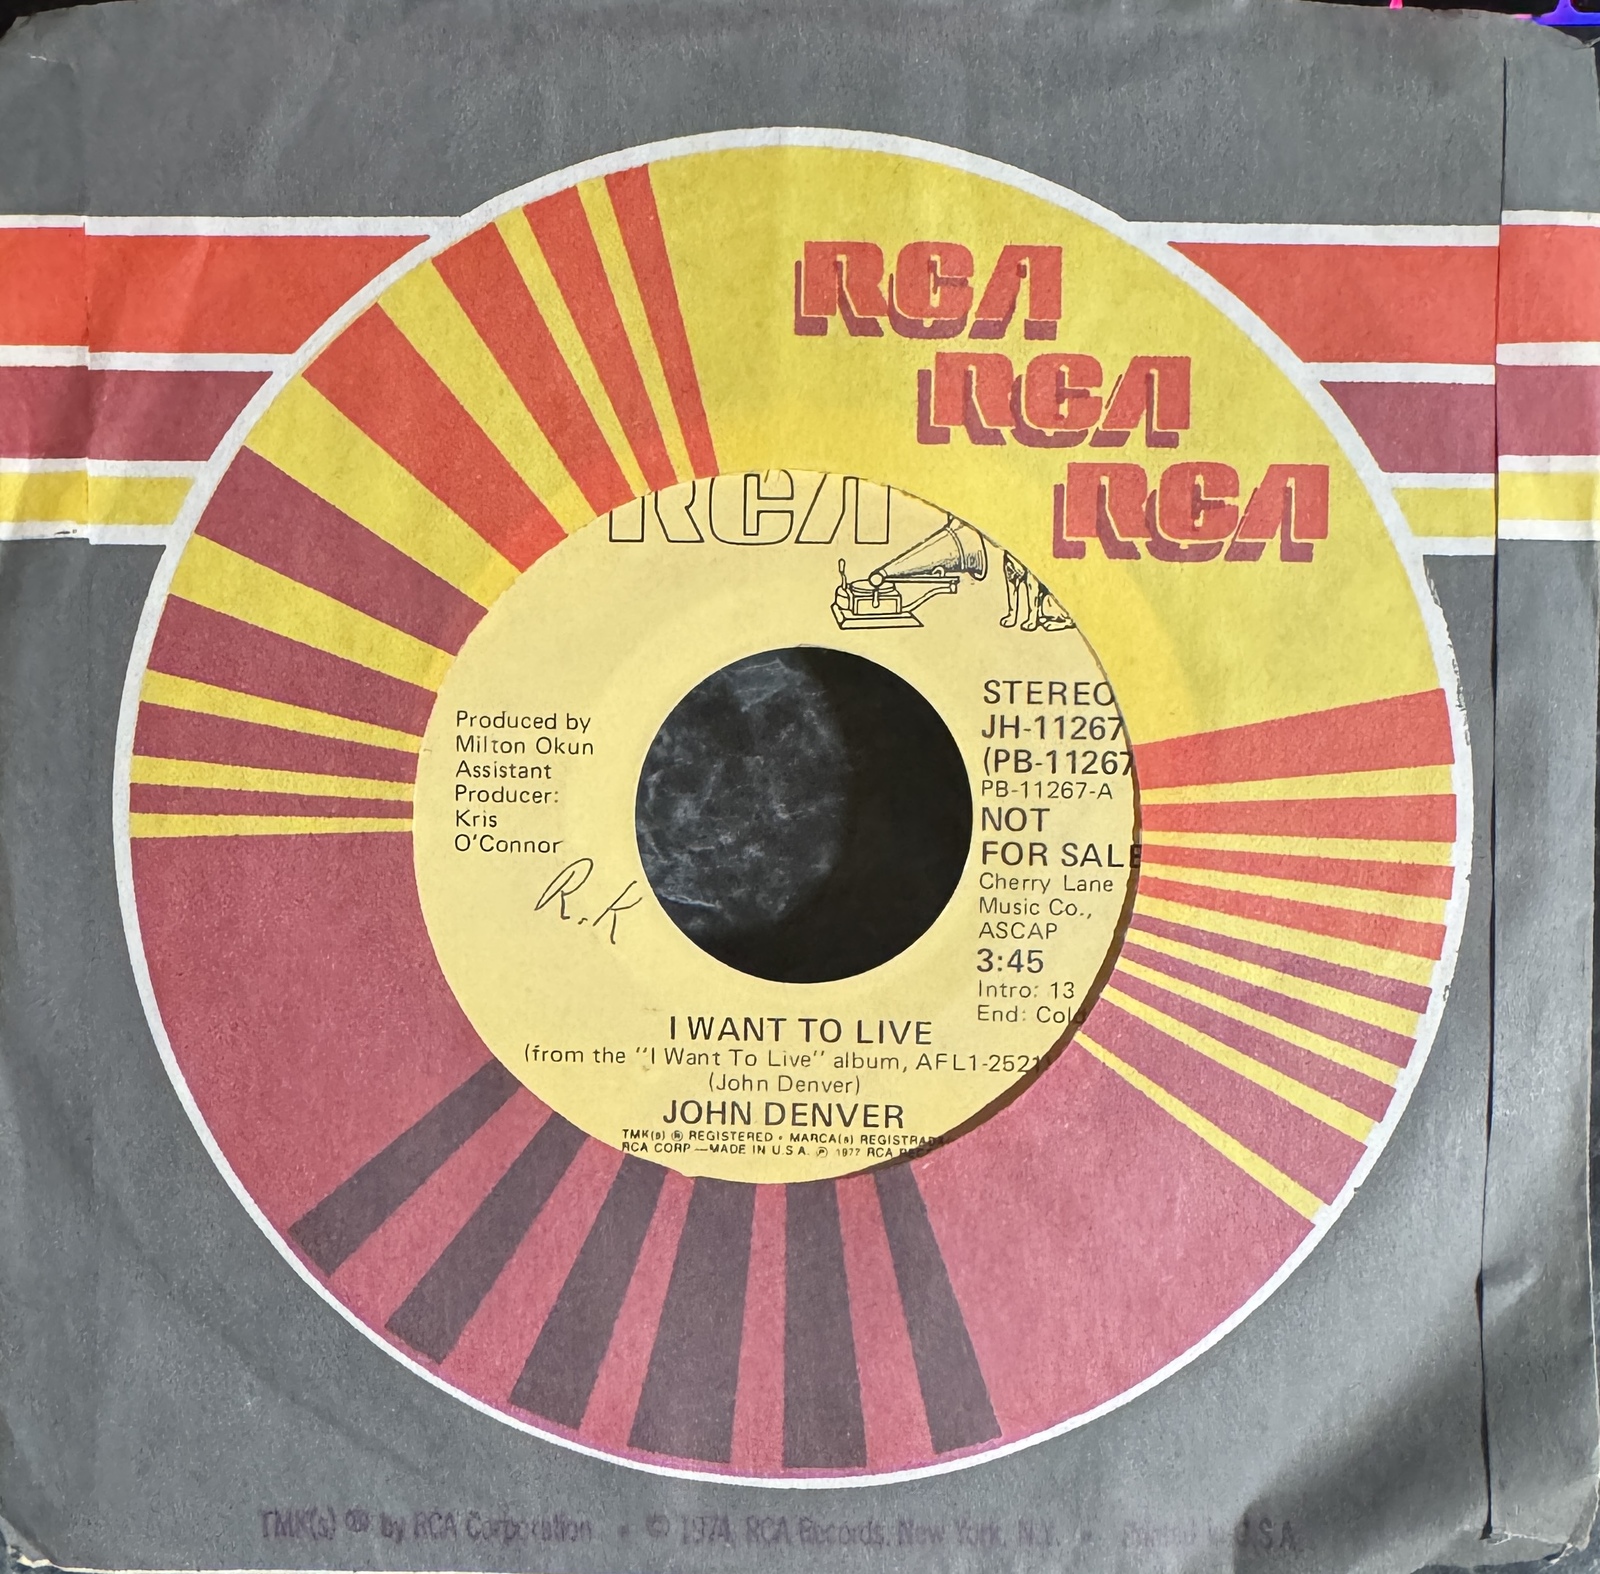 RCA
RCA
RCA
RCA
STEREO
JH-11267
(PB-11267
PB-11267-A
NOT
FOR SALE
Cherry Lane
Music Co.,
ASCAP
3:45
Intro: 13
End: Cold
Produced by
Milton Okun
Assistant
Producer:
Kris
O'Connor
R.K
I WANT TO LIVE
(from the "I Want To Live" album, AFL1-2521)
(John Denver)
JOHN DENVER
TMK(s) ® REGISTERED • MARCA(s) REGISTRADA
RCA CORP—MADE IN U.S.A. ℗ 1977 RCA
TMK(s) ® by RCA Corporation • © 1974, RCA Records, New York, N.Y. • Printed in U.S.A.